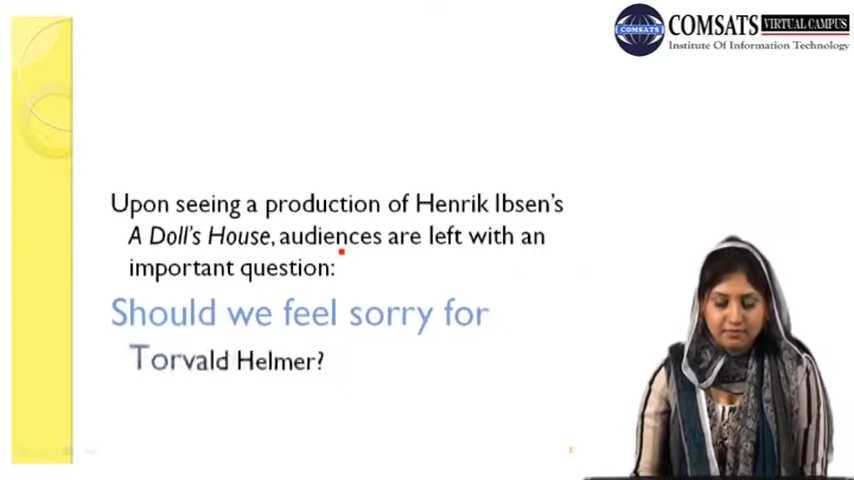 COMSATS VIRTUAL CAMPUS
COMSATS
Institute Of Information Technology
Upon seeing a production of Henrik Ibsen's
A Doll's House, audiences are left with an
important question:
Should we feel sorry for
Torvald Helmer?